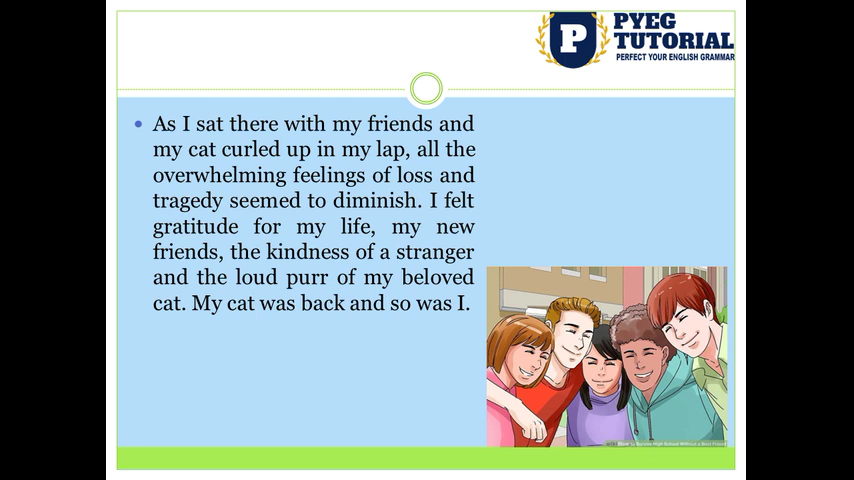 P
PYEG
TUTORIAL
PERFECT YOUR ENGLISH GRAMMAR
As I sat there with my friends and
my cat curled up in my lap, all the
overwhelming feelings of loss and
tragedy seemed to diminish. I felt
gratitude for my life, my new
friends, the kindness of a stranger
and the loud purr of my beloved
cat. My cat was back and so was I.